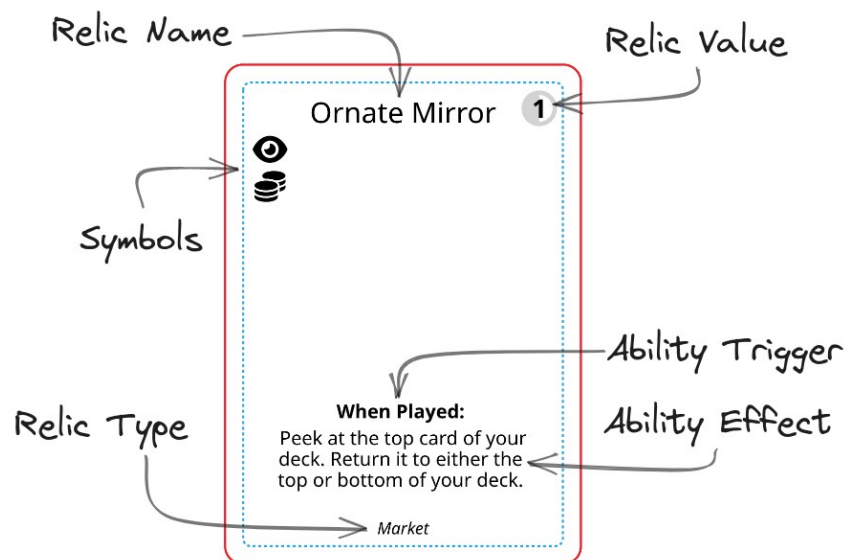 Relic Name
Relic Value
Ornate Mirror
1
Symbols
Ability Trigger
When Played:
Relic Type
Ability Effect
Peek at the top card of your
deck. Return it to either the
top or bottom of your deck.
Market